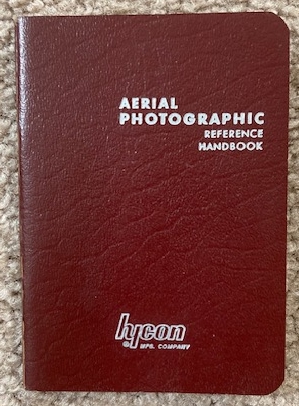 AERIAL
PHOTOGRAPHIC
REFERENCE
HANDBOOK
hycon
MFG. COMPANY